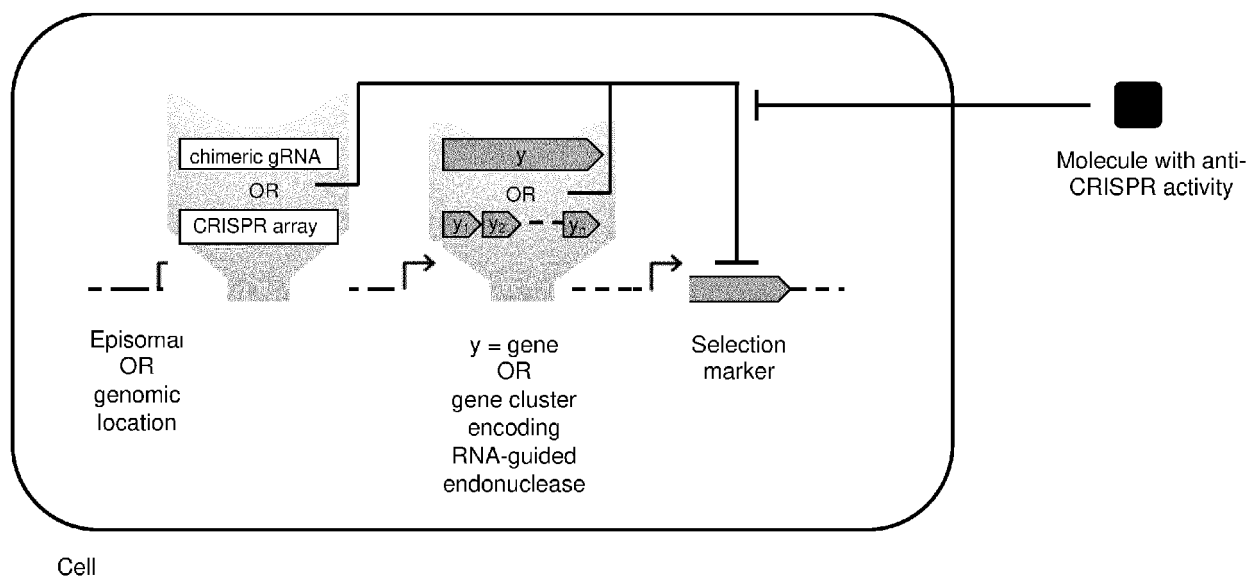 chimeric gRNA
OR
CRISPR array
y
OR
y1 y2 yn
Molecule with anti-
CRISPR activity
Episomal
OR
genomic
location
y = gene
OR
gene cluster
encoding
RNA-guided
endonuclease
Selection
marker
Cell